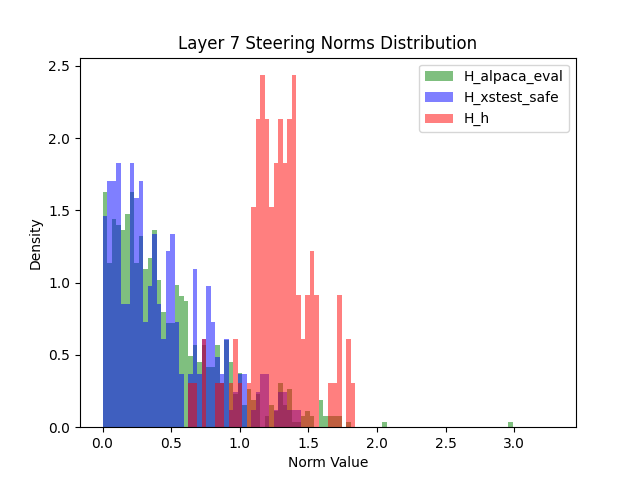 Layer 7 Steering Norms Distribution
H_alpaca_eval
H_xstest_safe
H_h
Density
2.5
2.0
1.5
1.0
0.5
0.0
0.0 0.5 1.0 1.5 2.0 2.5 3.0
Norm Value